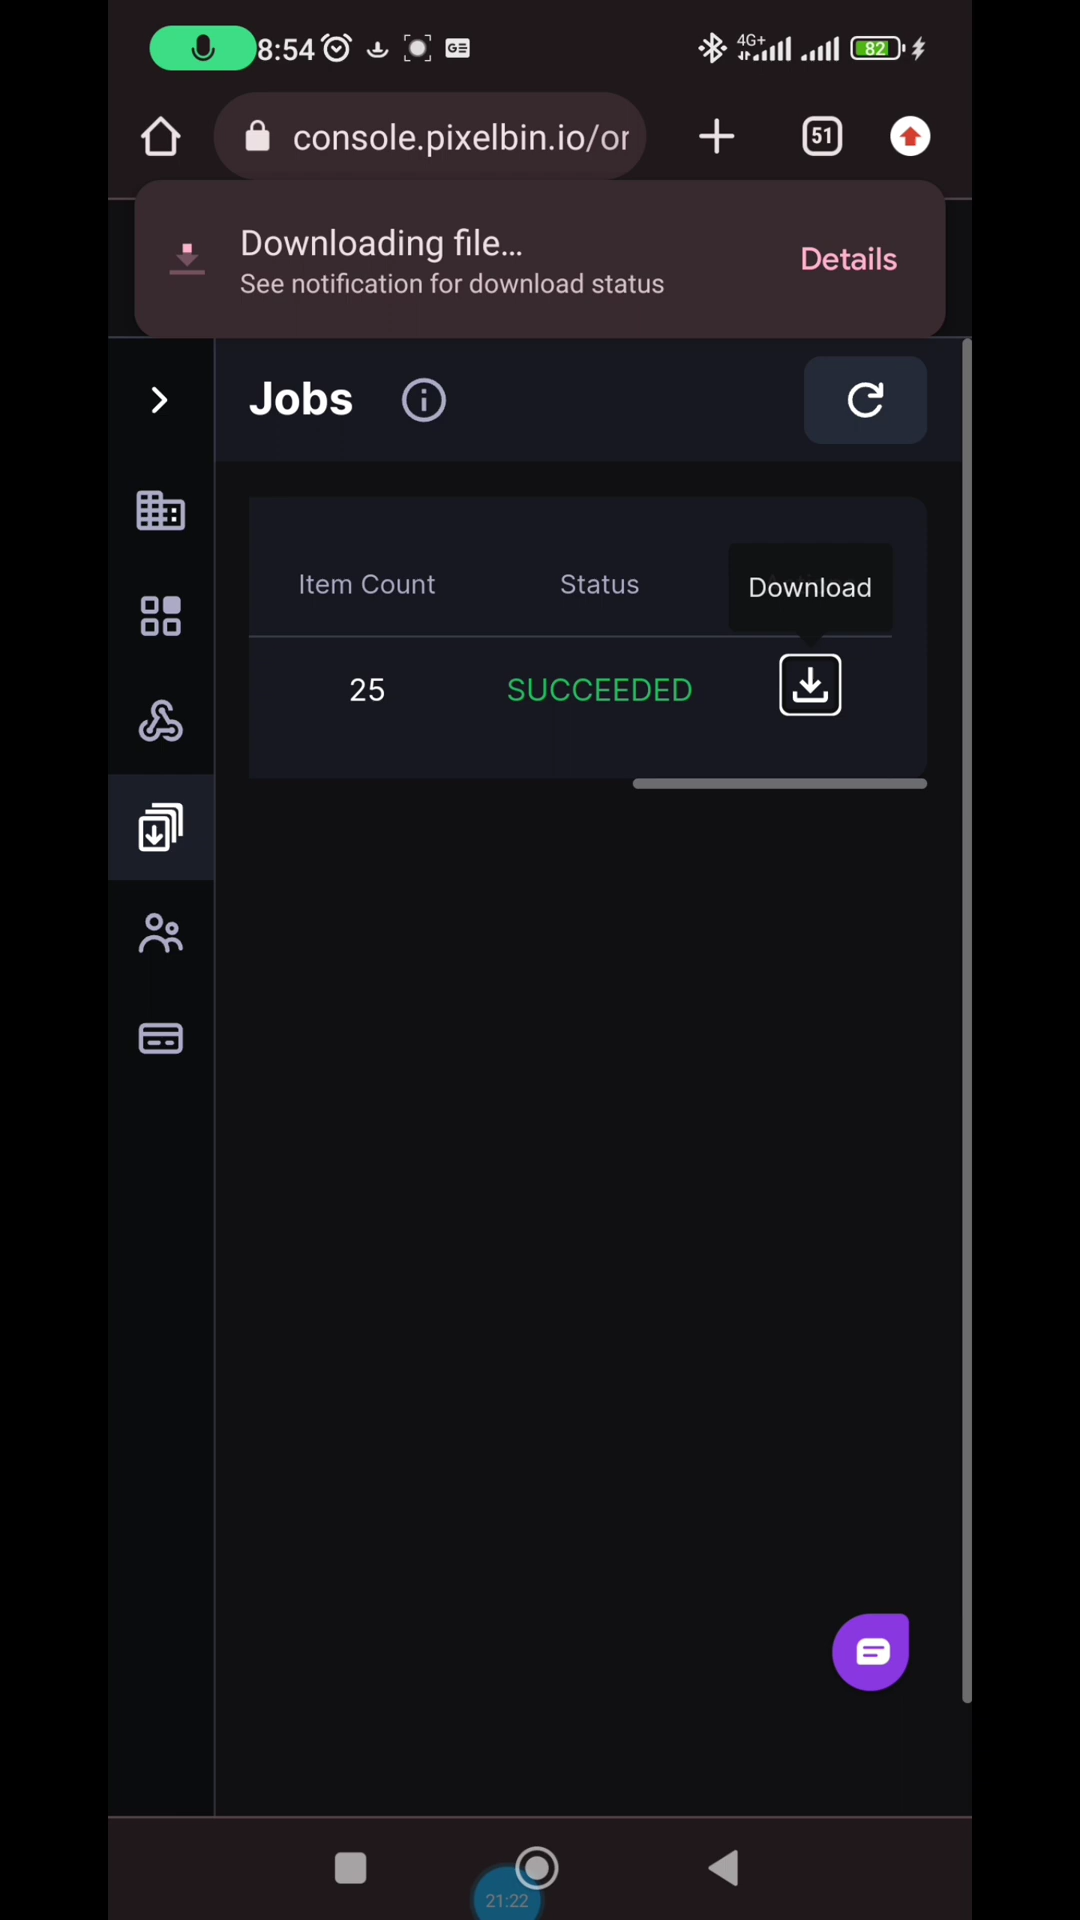 8:54
4G+
82
console.pixelbin.io/or
51
Downloading file...
See notification for download status
Details
Jobs
Item Count
Status
Download
25
SUCCEEDED
21:22